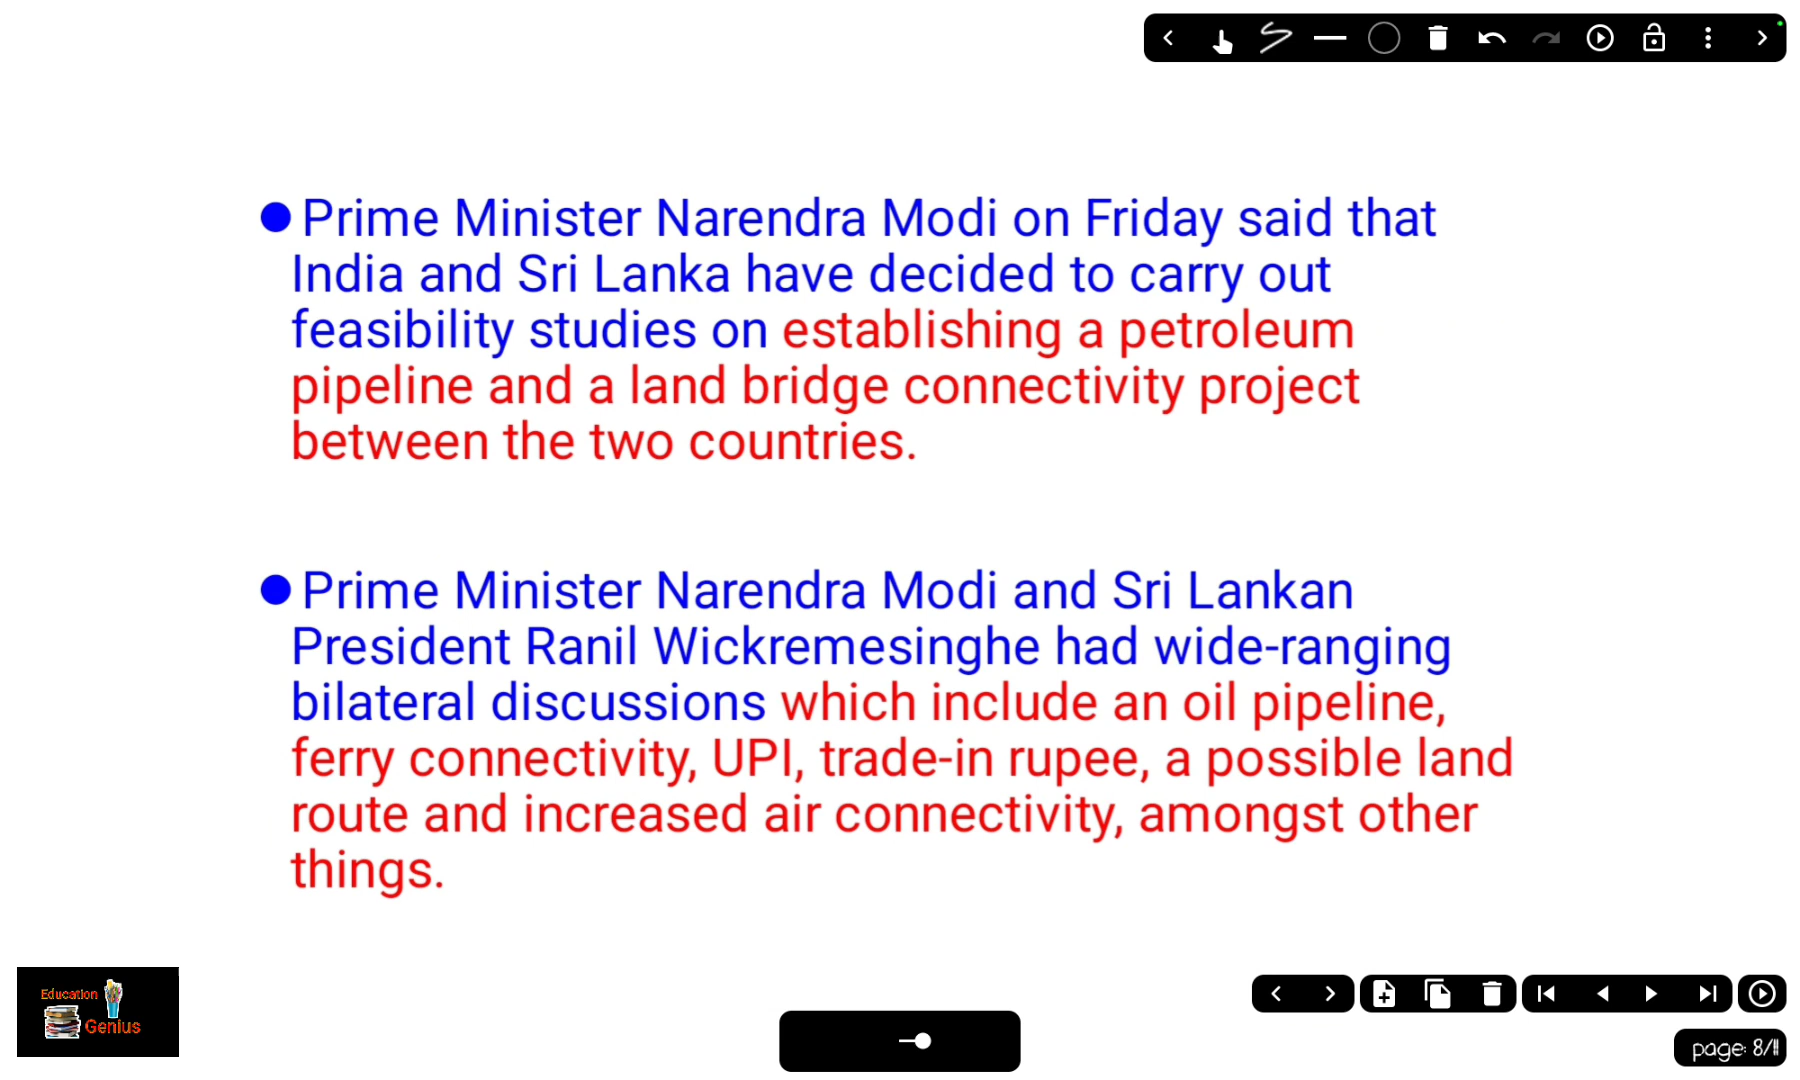 ● Prime Minister Narendra Modi on Friday said that
India and Sri Lanka have decided to carry out
feasibility studies on establishing a petroleum
pipeline and a land bridge connectivity project
between the two countries.
● Prime Minister Narendra Modi and Sri Lankan
President Ranil Wickremesinghe had wide-ranging
bilateral discussions which include an oil pipeline,
ferry connectivity, UPI, trade-in rupee, a possible land
route and increased air connectivity, amongst other
things.
Education
Genius
page: 8/11